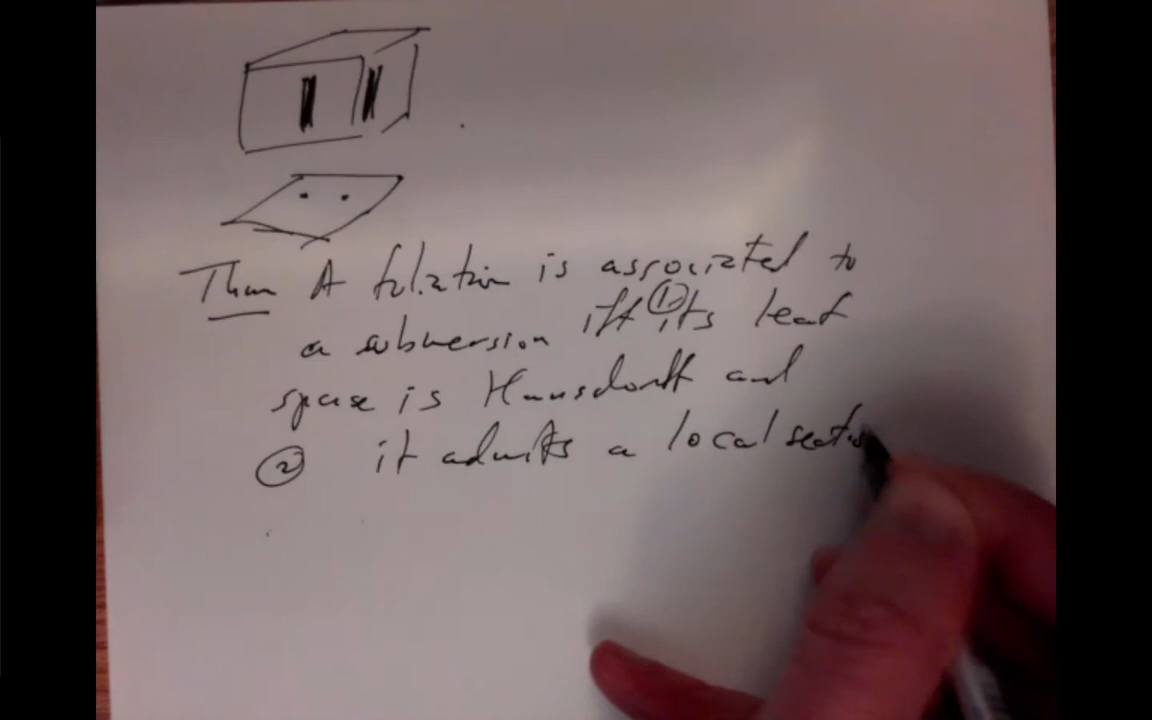 Thm A foliation is associated to
a submersion iff ① its leaf
space is Hausdorff and
② it admits a local sectio